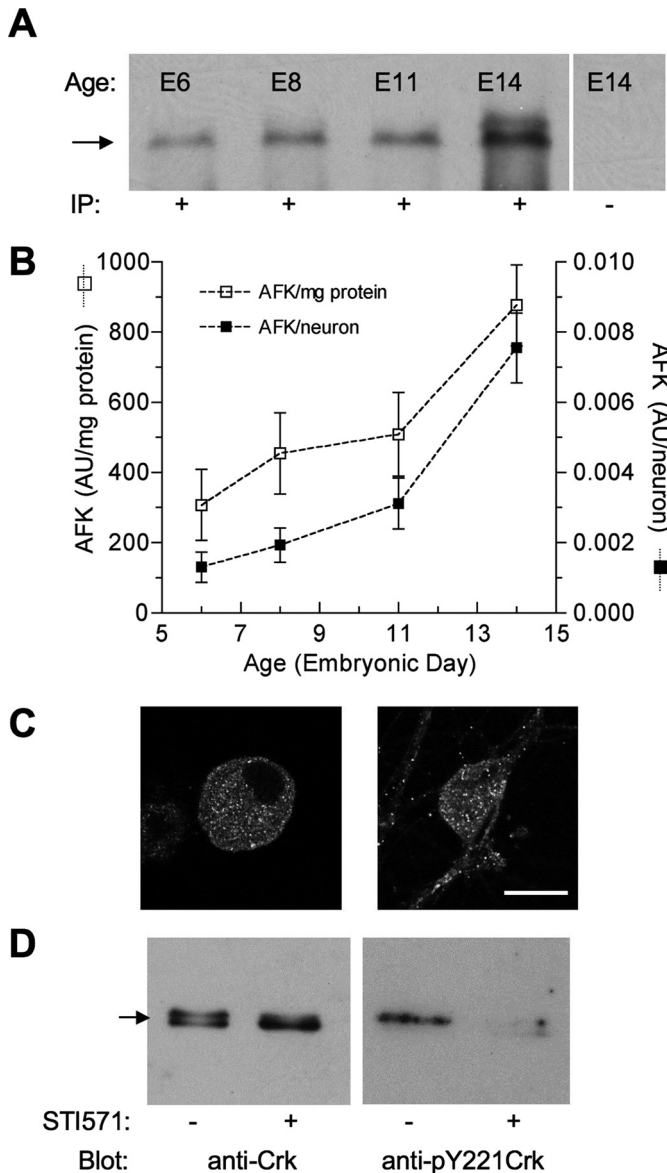 A
Age: E6 E8 E11 E14 E14
IP: + + + + -
B
AFK (AU/mg protein)
1000
800
600
400
200
0
AFK/mg protein
AFK/neuron
0.010
0.008
0.006
0.004
0.002
0.000
AFK (AU/neuron)
5 7 9 11 13 15
Age (Embryonic Day)
C
D
STI571: - + - +
Blot: anti-Crk anti-pY221Crk